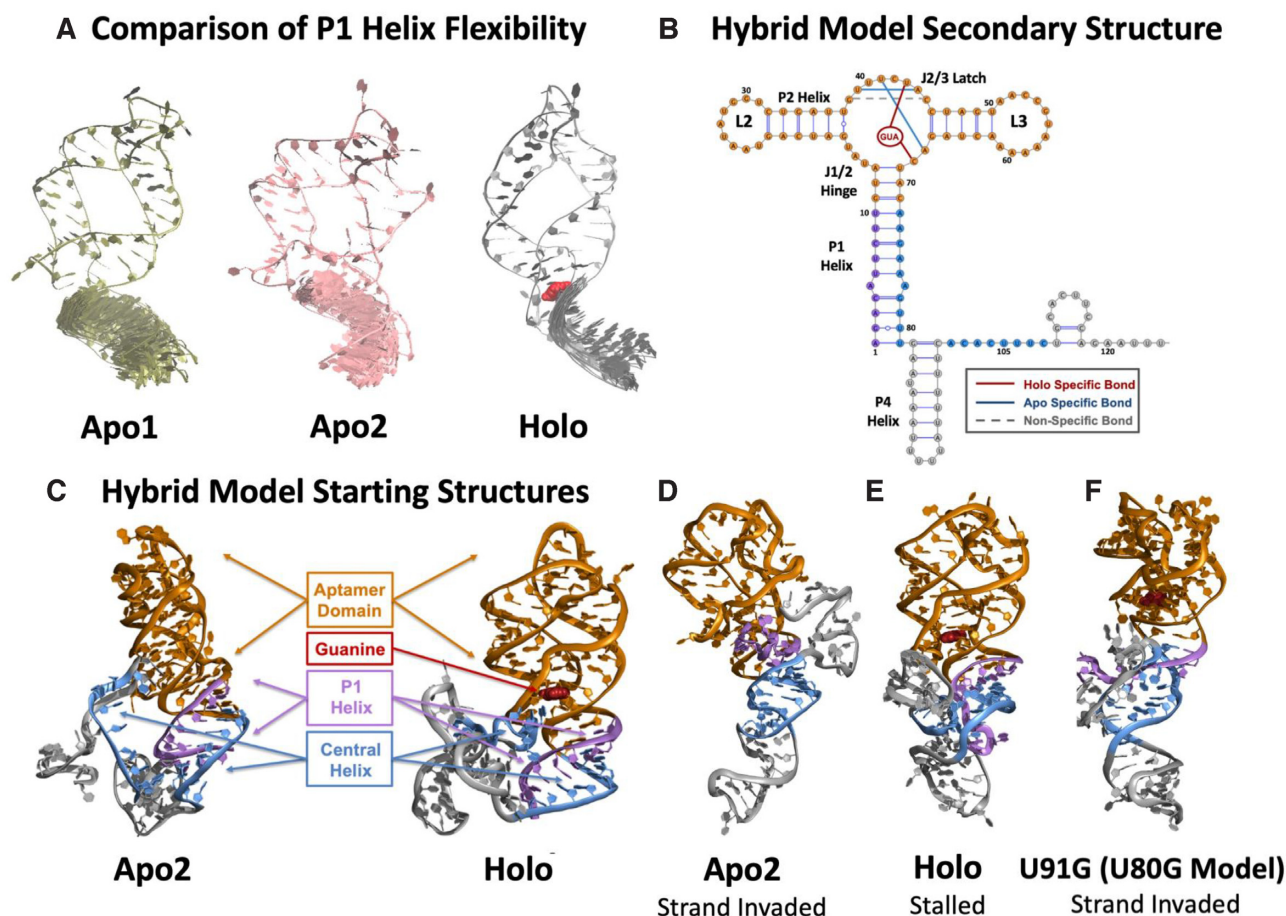 A Comparison of P1 Helix Flexibility
Apo1
Apo2
Holo
B Hybrid Model Secondary Structure
P2 Helix
J2/3 Latch
30
40
50
60
L2
L3
GUA
J1/2
Hinge
70
10
P1
Helix
80
1
A C A C U U U C
105
120
P4
Helix
Holo Specific Bond
Apo Specific Bond
Non-Specific Bond
C Hybrid Model Starting Structures
Aptamer
Domain
Guanine
P1
Helix
Central
Helix
Apo2
Holo
D
Apo2
Strand Invaded
E
Holo
Stalled
F
U91G (U80G Model)
Strand Invaded